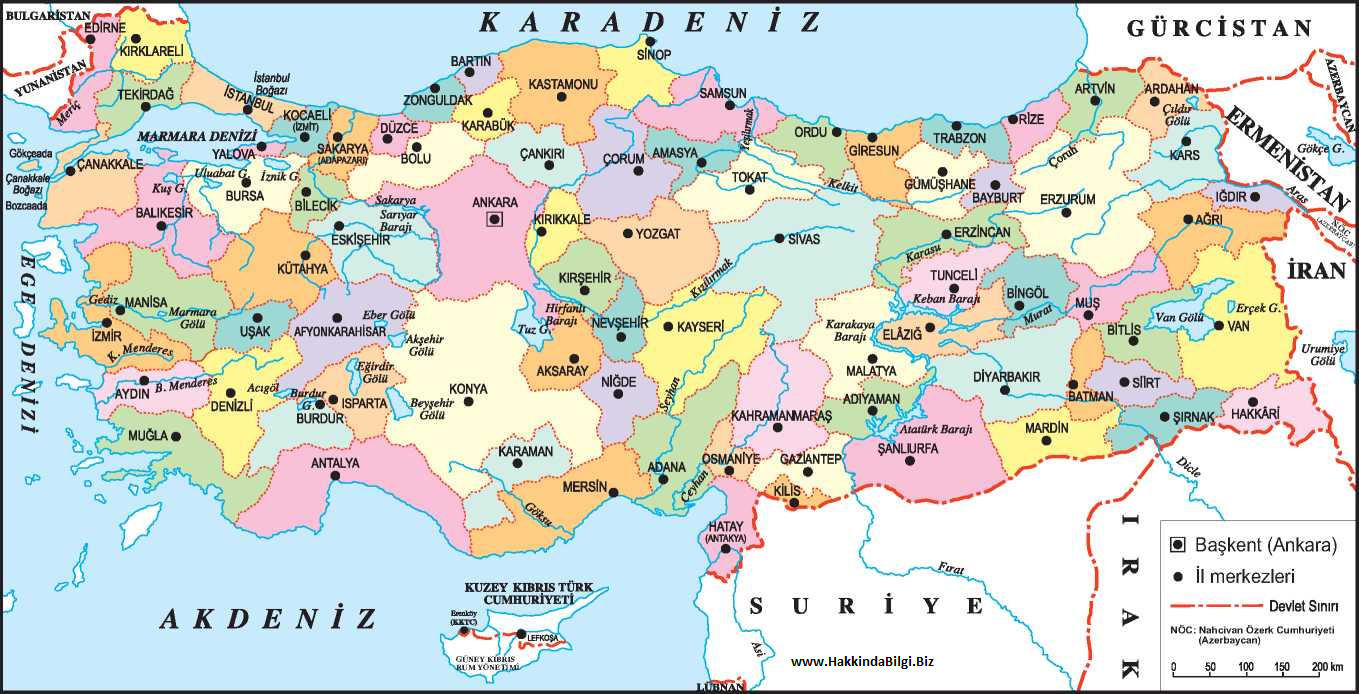 BULGARİSTAN
KARADENİZ
GÜRCİSTAN
EDİRNE
KIRKLARELİ
YUNANİSTAN
TEKİRDAĞ
Meriç
İstanbul
Boğazı
İSTANBUL
KOCAELİ
(İZMİT)
MARMARA DENİZİ
YALOVA
SAKARYA
(ADAPAZARI)
DÜZCE
BOLU
ZONGULDAK
BARTIN
KARABÜK
KASTAMONU
SİNOP
ÇANKIRI
ÇORUM
SAMSUN
AMASYA
Yeşilırmak
TOKAT
ORDU
GİRESUN
Kelkit
TRABZON
GÜMÜŞHANE
BAYBURT
RİZE
ARTVİN
ARDAHAN
Çıldır
Gölü
KARS
Çoruh
ERZURUM
AZERBAYCAN
ERMENİSTAN
Gökçe G.
Aras
IĞDIR
AĞRI
NÖC
(AZERBAYCAN)
İRAN
Gökçeada
ÇANAKKALE
Çanakkale
Boğazı
Bozcaada
Kuş G.
Uluabat G.
İznik G.
BURSA
BİLECİK
BALIKESİR
Sakarya
Sarıyar
Barajı
ESKİŞEHİR
KÜTAHYA
ANKARA
KIRIKKALE
YOZGAT
SİVAS
Kızılırmak
KIRŞEHİR
Hirfanlı
Barajı
NEVŞEHİR
KAYSERİ
ERZİNCAN
Karasu
TUNCELİ
Keban Barajı
BİNGÖL
Murat
MUŞ
BİTLİS
Van Gölü
Erçek G.
VAN
Urumiye
Gölü
EGE DENİZİ
Gediz
MANİSA
Marmara
Gölü
İZMİR
UŞAK
AFYONKARAHİSAR
Eber Gölü
Akşehir
Gölü
Tuz G.
AKSARAY
NİĞDE
K. Menderes
B. Menderes
AYDIN
DENİZLİ
Acıgöl
Burdur
G.
BURDUR
Eğirdir
Gölü
ISPARTA
Beyşehir
Gölü
KONYA
Karakaya
Barajı
ELÂZIĞ
MALATYA
DİYARBAKIR
BATMAN
SİİRT
ŞIRNAK
HAKKÂRİ
MUĞLA
ANTALYA
KARAMAN
MERSİN
Göksu
Seyhan
ADANA
Ceyhan
OSMANİYE
KAHRAMANMARAŞ
ADIYAMAN
Atatürk Barajı
GAZİANTEP
KİLİS
ŞANLIURFA
MARDİN
HATAY
(ANTAKYA)
Dicle
Fırat
Asi
AKDENİZ
KUZEY KIBRIS TÜRK
CUMHURİYETİ
Erenköy
(KKTC)
LEFKOŞA
GÜNEY KIBRIS
RUM YÖNETİMİ
SURİYE
IRAK
LÜBNAN
www.HakkindaBilgi.Biz
Başkent (Ankara)
İl merkezleri
Devlet Sınırı
NÖC: Nahcivan Özerk Cumhuriyeti
(Azerbaycan)
0 50 100 150 200 km